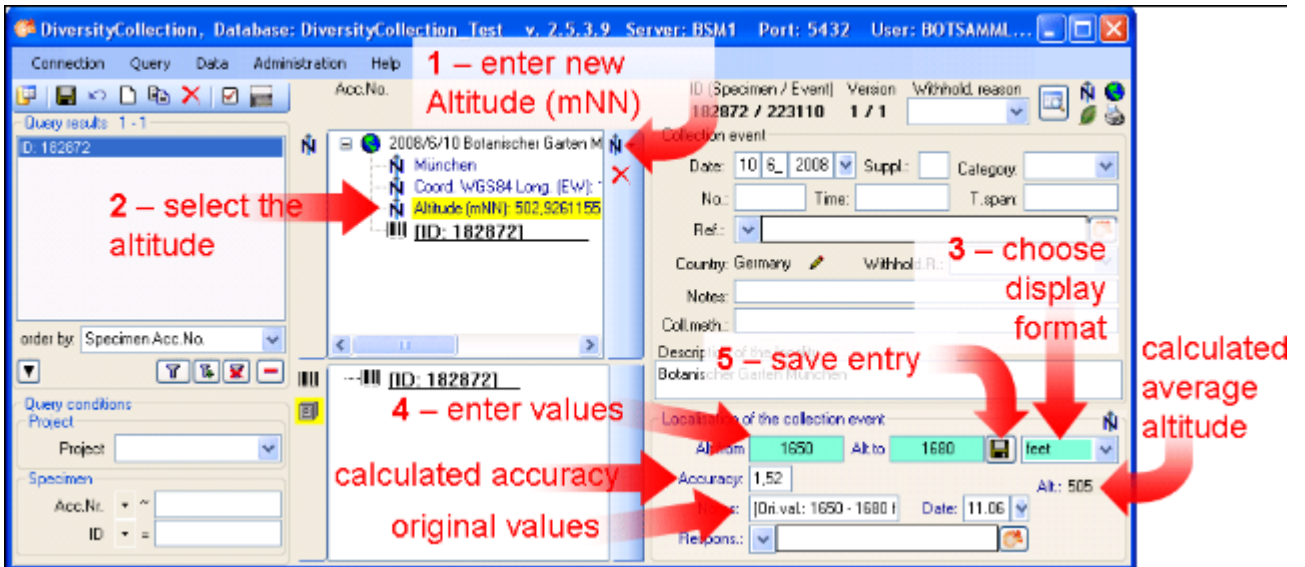 DiversityCollection, Database: DiversityCollection_Test v. 2.5.3.9 Server: BSM1 Port: 5432 User: BOTSAMML...
Connection Query Data Administration Help
1 – enter new
Altitude (mNN)
Acc.No.
ID (Specimen / Event) Version Withhold. reason
182872 / 223110 1 / 1
Query results 1 - 1
ID: 182872
2008/6/10 Botanischer Garten M
München
Coord. WGS84 Long. (EW):
Altitude (mNN): 502,9261155
[ID: 182872]
2 – select the
altitude
Collection event
Date: 10 6_ 2008 Suppl.: Category:
No.: Time: T.span:
Ref.:
Country: Germany Withhold.R.:
3 – choose
display
format
Notes:
Coll.meth.:
order by: Specimen Acc.No.
Description of the locality
Botanischer Garten München
5 – save entry
calculated
average
altitude
[ID: 182872]
4 – enter values
Query conditions
Project
Project
Specimen
Acc.Nr. ~
ID =
Localisation of the collection event
Alt.from 1650 Alt.to 1680 feet
calculated accuracy
Accuracy: 1,52 Alt.: 505
original values
Notes: |Ori.val.: 1650 - 1680 f Date: 11.06
Respons.: